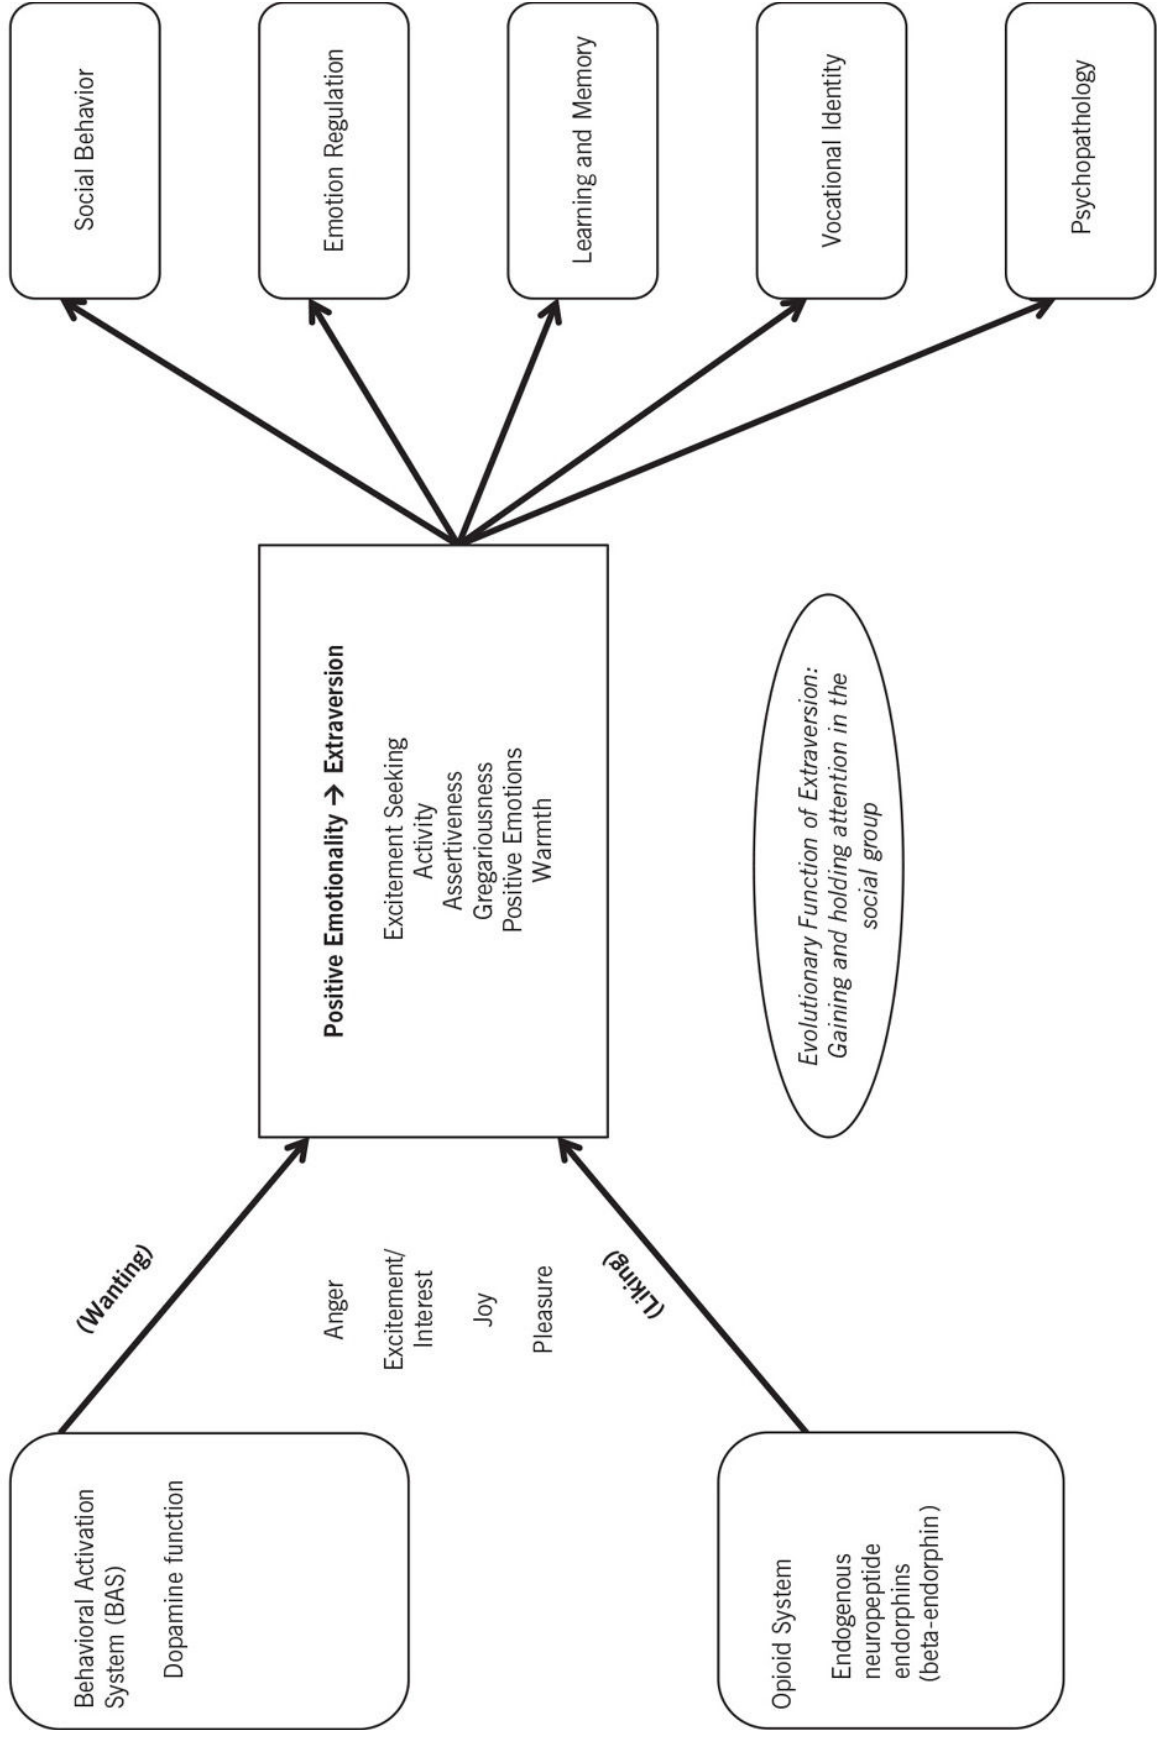 Behavioral Activation
System (BAS)
Dopamine function
Opioid System
Endogenous
neuropeptide
endorphins
(beta-endorphin)
(Wanting)
Anger
Excitement/
Interest
Joy
Pleasure
(Liking)
Positive Emotionality → Extraversion
Excitement Seeking
Activity
Assertiveness
Gregariousness
Positive Emotions
Warmth
Evolutionary Function of Extraversion:
Gaining and holding attention in the
social group
Social Behavior
Emotion Regulation
Learning and Memory
Vocational Identity
Psychopathology